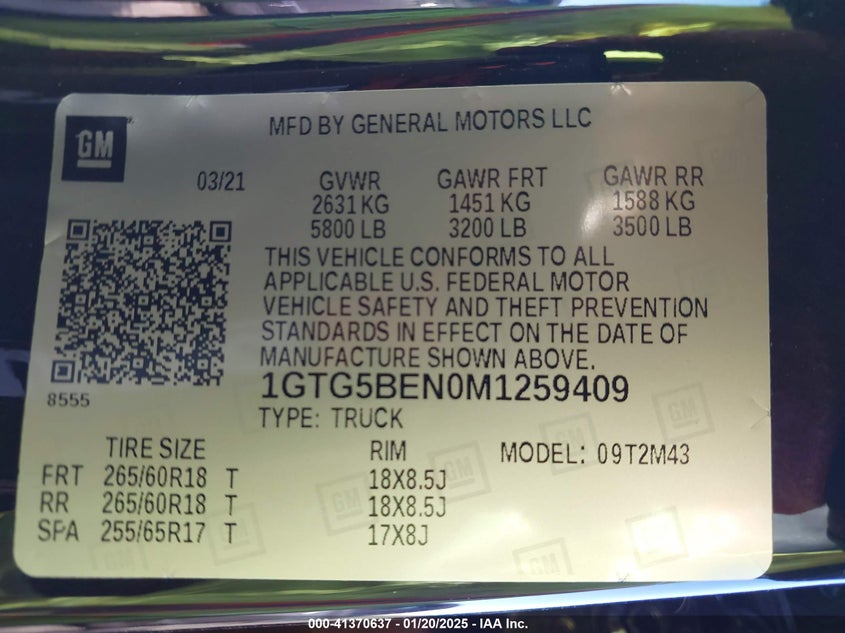 GM
MFD BY GENERAL MOTORS LLC
03/21
GVWR GAWR FRT GAWR RR
2631 KG 1451 KG 1588 KG
5800 LB 3200 LB 3500 LB
THIS VEHICLE CONFORMS TO ALL
APPLICABLE U.S. FEDERAL MOTOR
VEHICLE SAFETY AND THEFT PREVENTION
STANDARDS IN EFFECT ON THE DATE OF
MANUFACTURE SHOWN ABOVE.
8555
1GTG5BEN0M1259409
TYPE: TRUCK
TIRE SIZE RIM MODEL: 09T2M43
FRT 265/60R18 T 18X8.5J
RR 265/60R18 T 18X8.5J
SPA 255/65R17 T 17X8J
000-41370637 - 01/20/2025 - IAA Inc.